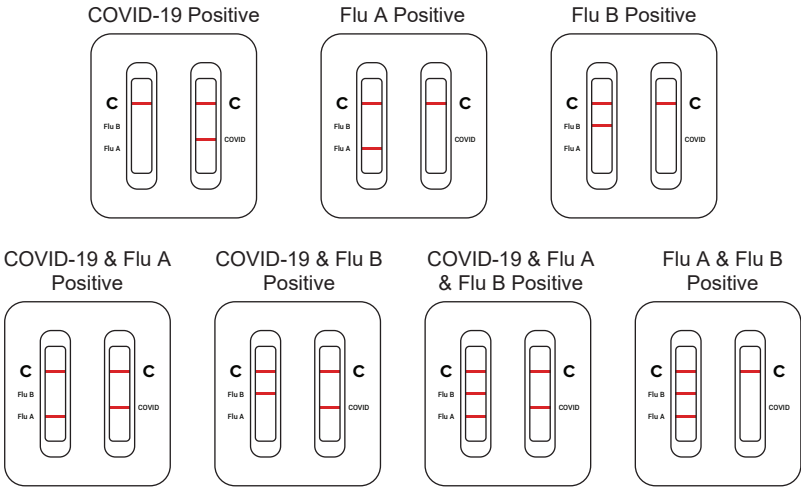 COVID-19 Positive
C C
Flu B
Flu A
COVID
Flu A Positive
C C
Flu B
Flu A
COVID
Flu B Positive
C C
Flu B
Flu A
COVID
COVID-19 & Flu A
Positive
C C
Flu B
Flu A
COVID
COVID-19 & Flu B
Positive
C C
Flu B
Flu A
COVID
COVID-19 & Flu A
& Flu B Positive
C C
Flu B
Flu A
COVID
Flu A & Flu B
Positive
C C
Flu B
Flu A
COVID